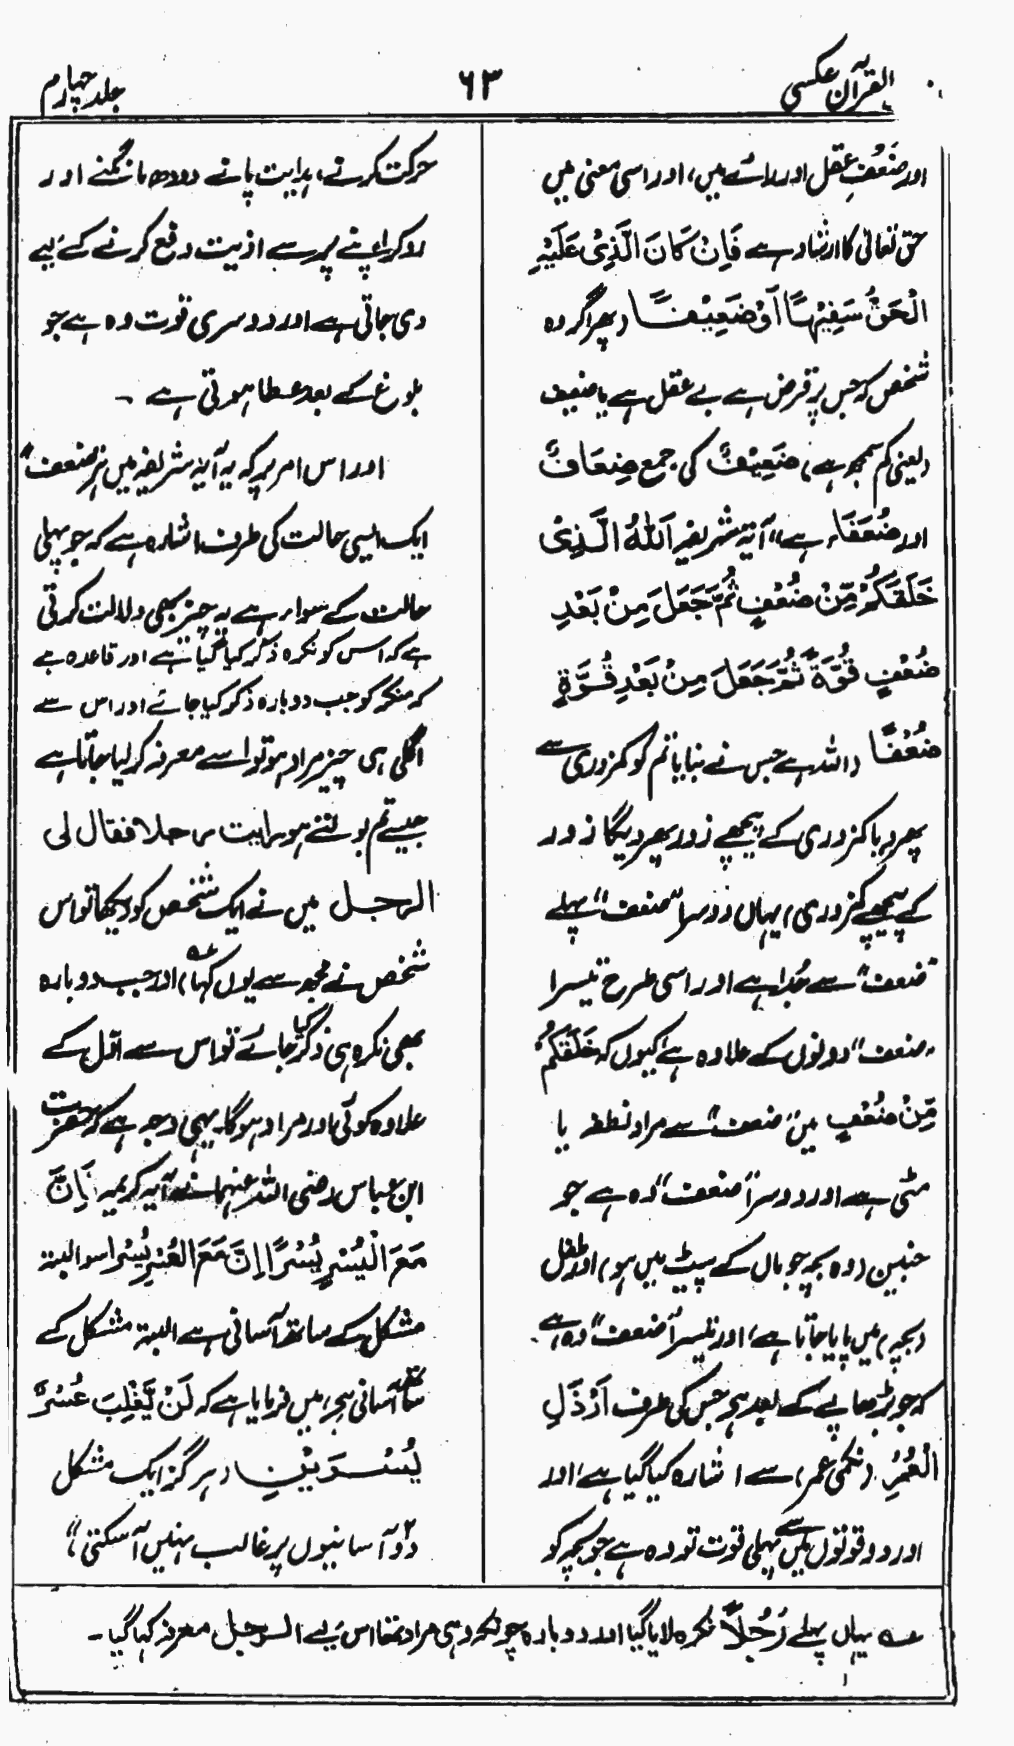 القرآن عکسی
۶۳
جلد چہارم
اور ضَعْفِ عقل اور رائے میں، اور اسی معنی میں
حق تعالیٰ کا ارشاد ہے فَاِنْ كَانَ الَّذِىْ عَلَيْهِ
الْحَقُّ سَفِيْهًا اَوْ ضَعِيْفًا (پھر اگر وہ
شخص کہ جس پر قرض ہے بے عقل ہے یا ضعیف
(یعنی کم سمجھ ہے)، ضَعِيْفٌ کی جمع ضِعَافٌ
اور ضُعَفَاء ہے، آیۃ شریفہ اَللّٰهُ الَّذِىْ
خَلَقَكُمْ مِّنْ ضُعْفٍ ثُمَّ جَعَلَ مِنْ بَعْدِ
ضُعْفٍ قُوَّةً ثُمَّ جَعَلَ مِنْ بَعْدِ قُوَّةٍ
ضُعْفًا (اللہ ہے جس نے بنایا تم کو کمزوری سے
پھر دیا کمزوری کے پیچھے زور پھر دیگا زور
کے پیچھے کمزوری) یہاں دوسرا "ضعف" پہلے
"ضعف" سے جُدا ہے اور اسی طرح تیسرا
"ضعف" دونوں کے علاوہ ہے کیوں کہ خَلَقَكُمْ
مِّنْ ضُعْفٍ میں "ضعف" سے مراد نطفہ یا
مٹی ہے اور دوسرا "ضعف" وہ ہے جو
جنین (وہ بچہ جو ماں کے پیٹ میں ہو) اور طفل
(بچہ) میں پایا جاتا ہے، اور تیسرا "ضعف" وہ ہے
کہ جو بڑھاپے کے بعد ہے جس کی طرف اَرْذَلِ
الْعُمُرِ (نکمی عمر) سے اشارہ کیا گیا ہے، اور
اور دو قوتوں میں سے پہلی قوت تو وہ ہے جو بچہ کو
حرکت کرنے، ہدایت پانے دودھ مانگنے اور
رو کر اپنے پر سے اذیت دفع کرنے کے لیے
دی جاتی ہے اور دوسری قوت وہ ہے جو
بلوغ کے بعد عطا ہوتی ہے۔
اور اس امر پر کہ یہ آیۃ شریفہ میں ہر "ضعف"
ایک ایسی حالت کی طرف اشارہ ہے کہ جو پہلی
حالت کے سواء ہے یہ چیز بھی دلالت کرتی
ہے کہ اس کو نکرہ ذکر کیا گیا ہے اور قاعدہ ہے
کہ منکر کو جب دوبارہ ذکر کیا جائے اور اس سے
اگلی ہی چیز مراد ہو تو اسے معرفہ کر لیا جاتا ہے
جیسے تم بولتے ہو رایت رجلا فقال لی
الرجل میں نے ایک شخص کو دیکھا تو اس
شخص نے مجھ سے یوں کہا) عہ اور جب دوبارہ
بھی نکرہ ہی ذکر کیا جائے تو اس سے اوّل کے
علاوہ کوئی اور مراد ہوگا۔ یہی وجہ ہے کہ حضرت
ابن عباس رضی اللہ عنہما نے آیہ کریمہ اِنَّ
مَعَ الْيُسْرِ يُسْرًا اِنَّ مَعَ الْعُسْرِ يُسْرًا سو البتہ
مشکل کے ساتھ آسانی ہے البتہ مشکل کے
ساتھ آسانی ہے) میں فرمایا ہے کہ لَنْ يَّغْلِبَ عُسْرٌ
يُسْرَيْنِ (ہرگز ایک مشکل
دو آسانیوں پر غالب نہیں آسکتی)
عہ یہاں پہلے رَجُلاً نکرہ لایا گیا اور دوبارہ چونکہ وہی مراد تھا اس لیے الرجل معرفہ کہا گیا۔